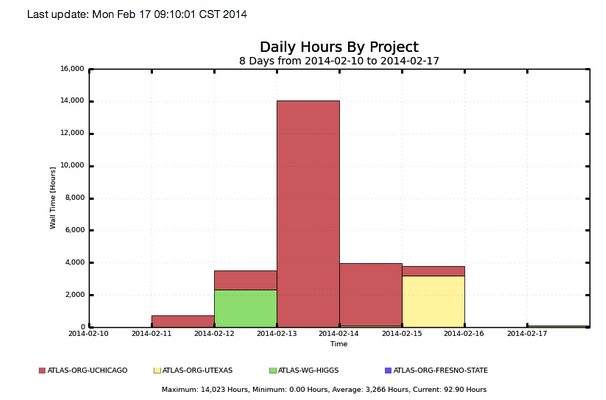 Last update: Mon Feb 17 09:10:01 CST 2014
Daily Hours By Project
8 Days from 2014-02-10 to 2014-02-17
16,000
14,000
12,000
10,000
8,000
6,000
4,000
2,000
0
Wall Time [Hours]
2014-02-10 2014-02-11 2014-02-12 2014-02-13 2014-02-14 2014-02-15 2014-02-16 2014-02-17
Time
ATLAS-ORG-UCHICAGO ATLAS-ORG-UTEXAS ATLAS-WG-HIGGS ATLAS-ORG-FRESNO-STATE
Maximum: 14,023 Hours, Minimum: 0.00 Hours, Average: 3,266 Hours, Current: 92.90 Hours